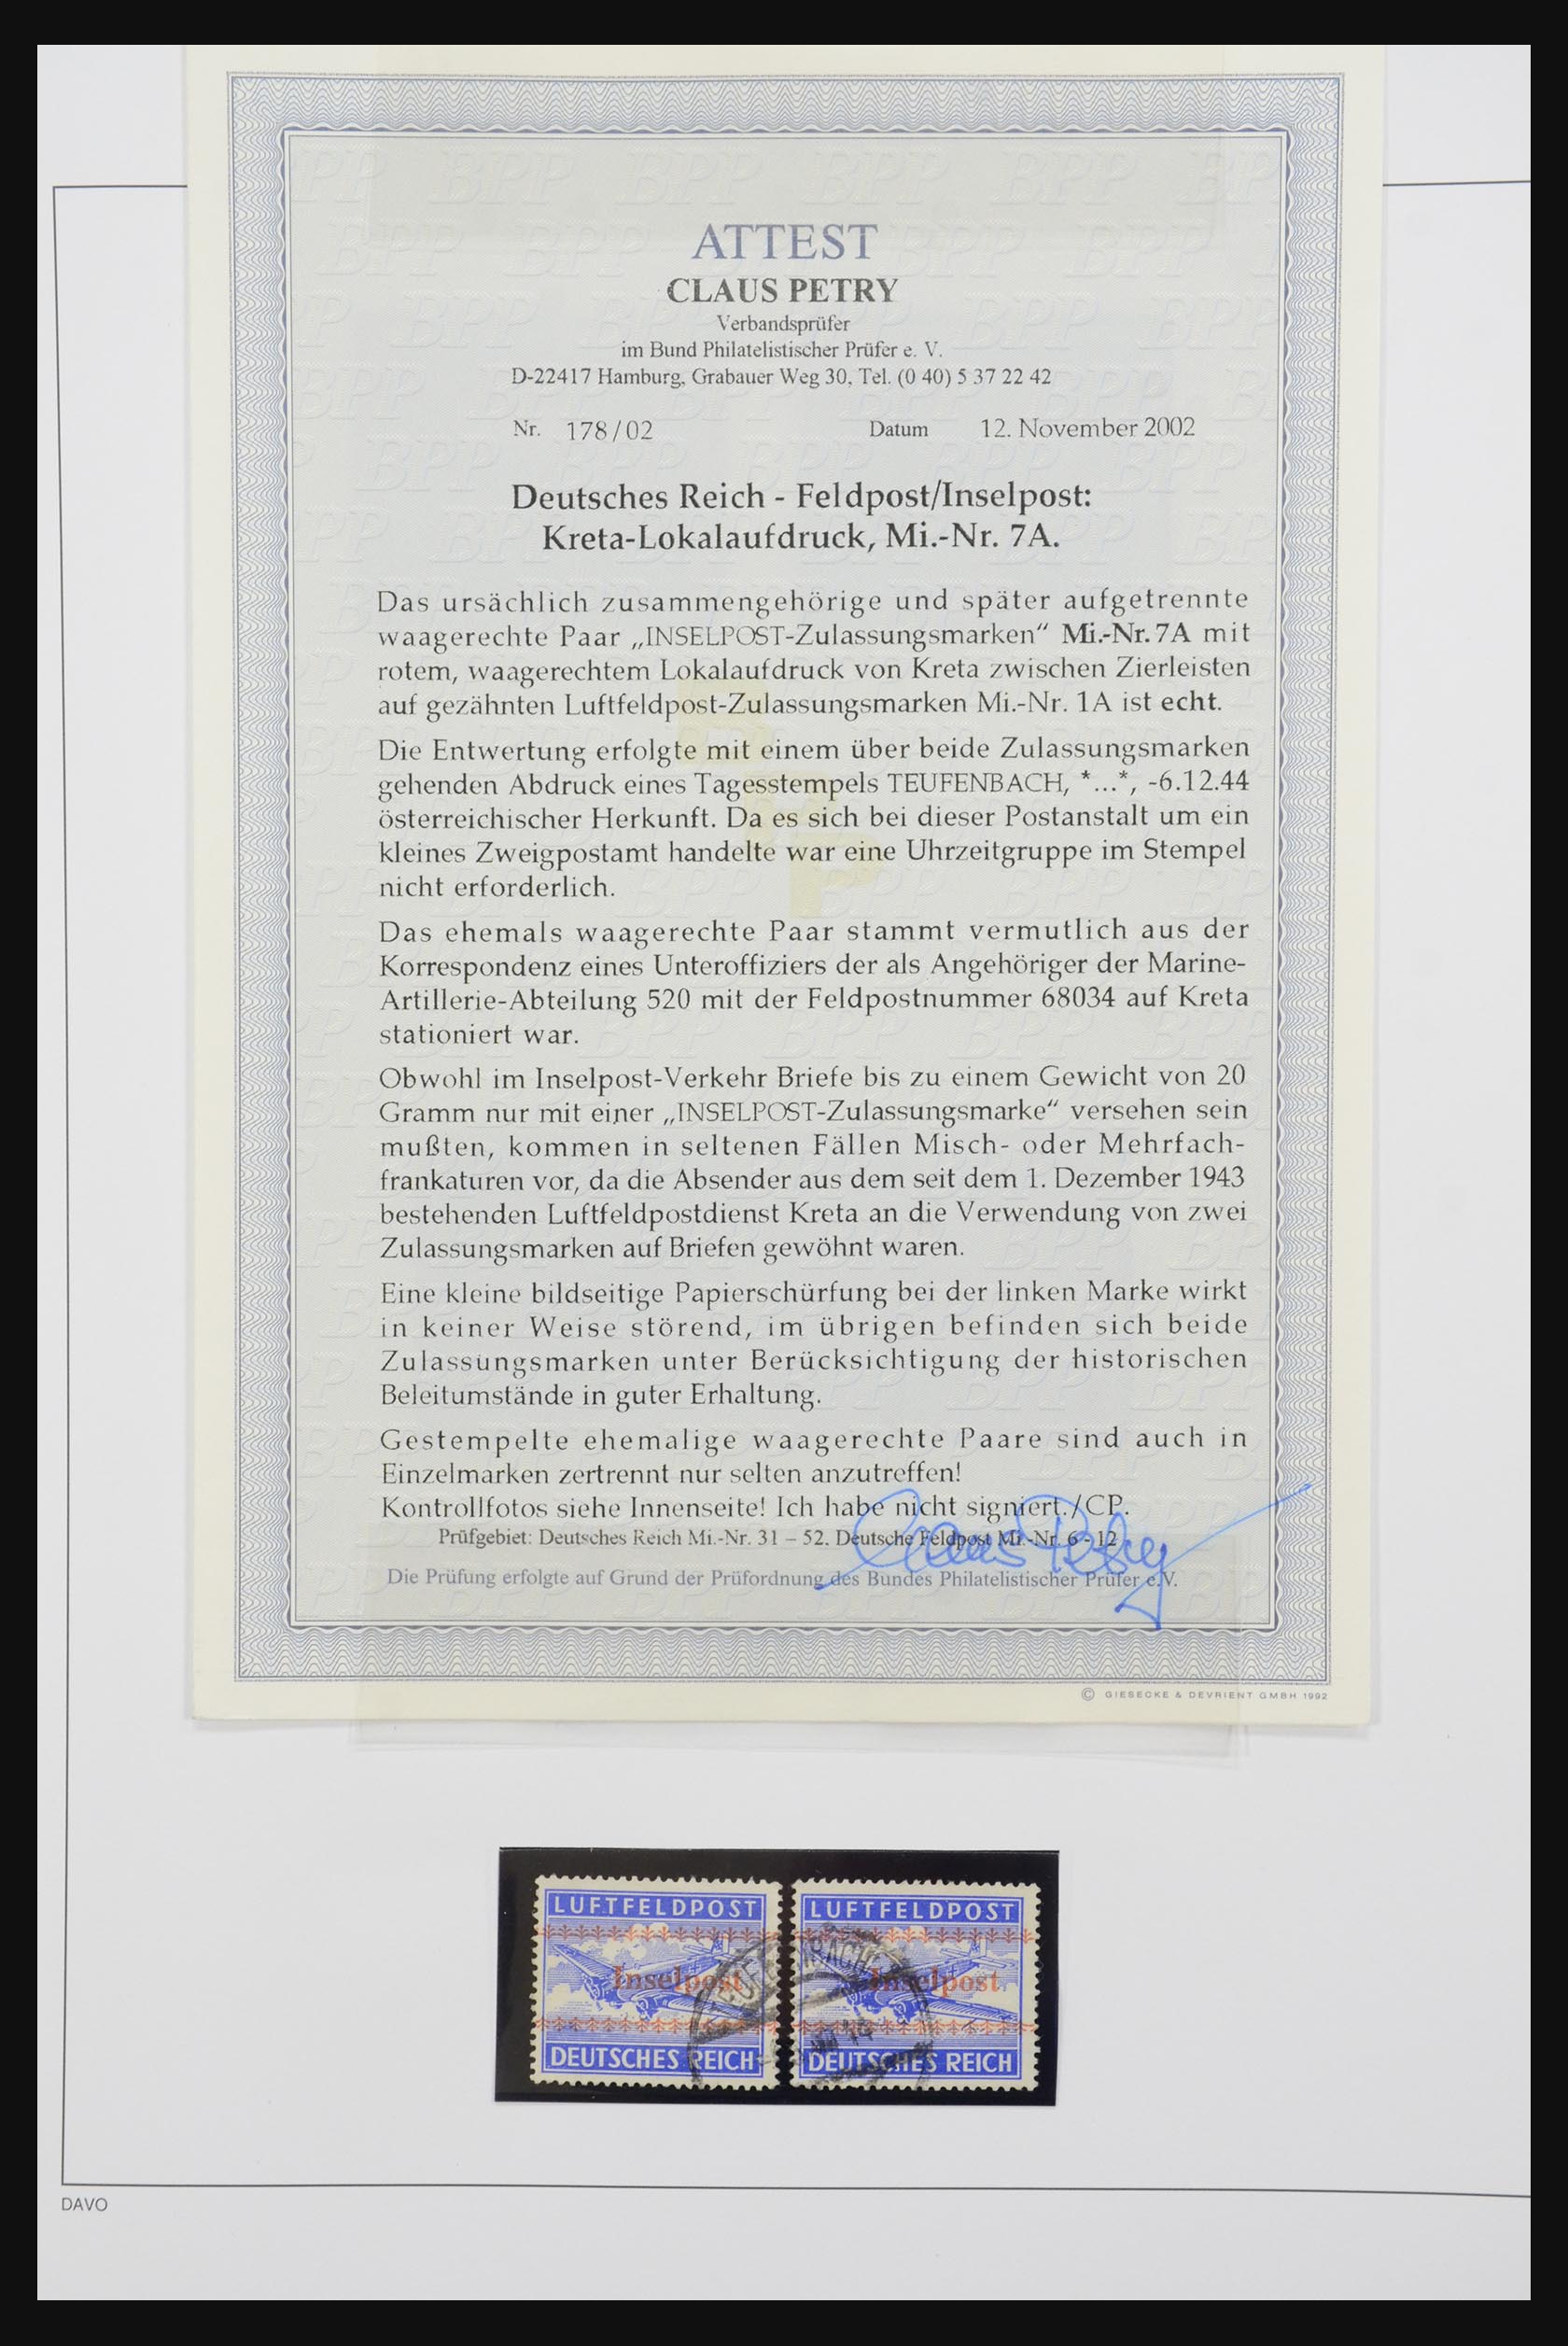 ATTEST
CLAUS PETRY
Verbandsprüfer
im Bund Philatelistischer Prüfer e. V.
D-22417 Hamburg, Grabauer Weg 30, Tel. (0 40) 5 37 22 42
Nr. 178/02 Datum 12. November 2002
Deutsches Reich - Feldpost/Inselpost:
Kreta-Lokalaufdruck, Mi.-Nr. 7A.
Das ursächlich zusammengehörige und später aufgetrennte
waagerechte Paar „INSELPOST-Zulassungsmarken“ Mi.-Nr. 7A mit
rotem, waagerechtem Lokalaufdruck von Kreta zwischen Zierleisten
auf gezähnten Luftfeldpost-Zulassungsmarken Mi.-Nr. 1A ist echt.
Die Entwertung erfolgte mit einem über beide Zulassungsmarken
gehenden Abdruck eines Tagesstempels TEUFENBACH, *...*, -6.12.44
österreichischer Herkunft. Da es sich bei dieser Postanstalt um ein
kleines Zweigpostamt handelte war eine Uhrzeitgruppe im Stempel
nicht erforderlich.
Das ehemals waagerechte Paar stammt vermutlich aus der
Korrespondenz eines Unteroffiziers der als Angehöriger der Marine-
Artillerie-Abteilung 520 mit der Feldpostnummer 68034 auf Kreta
stationiert war.
Obwohl im Inselpost-Verkehr Briefe bis zu einem Gewicht von 20
Gramm nur mit einer „INSELPOST-Zulassungsmarke“ versehen sein
mußten, kommen in seltenen Fällen Misch- oder Mehrfach-
frankaturen vor, da die Absender aus dem seit dem 1. Dezember 1943
bestehenden Luftfeldpostdienst Kreta an die Verwendung von zwei
Zulassungsmarken auf Briefen gewöhnt waren.
Eine kleine bildseitige Papierschürfung bei der linken Marke wirkt
in keiner Weise störend, im übrigen befinden sich beide
Zulassungsmarken unter Berücksichtigung der historischen
Beleitumstände in guter Erhaltung.
Gestempelte ehemalige waagerechte Paare sind auch in
Einzelmarken zertrennt nur selten anzutreffen!
Kontrollfotos siehe Innenseite! Ich habe nicht signiert./CP.
Prüfgebiet: Deutsches Reich Mi.-Nr. 31 – 52. Deutsche Feldpost Mi.-Nr. 6 - 12
Claus Petry
Die Prüfung erfolgte auf Grund der Prüfordnung des Bundes Philatelistischer Prüfer e.V.
© GIESECKE & DEVRIENT GMBH 1992
LUFTFELDPOST LUFTFELDPOST
Inselpost Inselpost
DEUTSCHES REICH DEUTSCHES REICH
DAVO